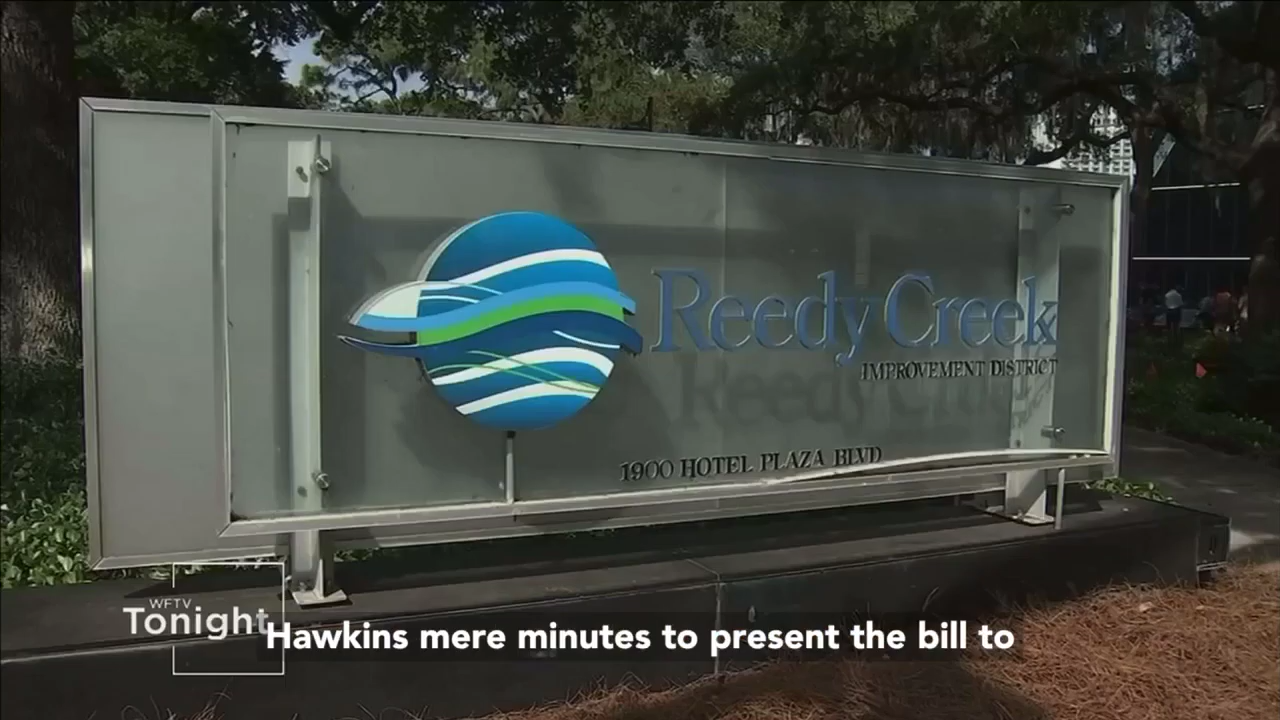 Reedy Creek
IMPROVEMENT DISTRICT
1900 HOTEL PLAZA BLVD
WFTV
Tonight
Hawkins mere minutes to present the bill to